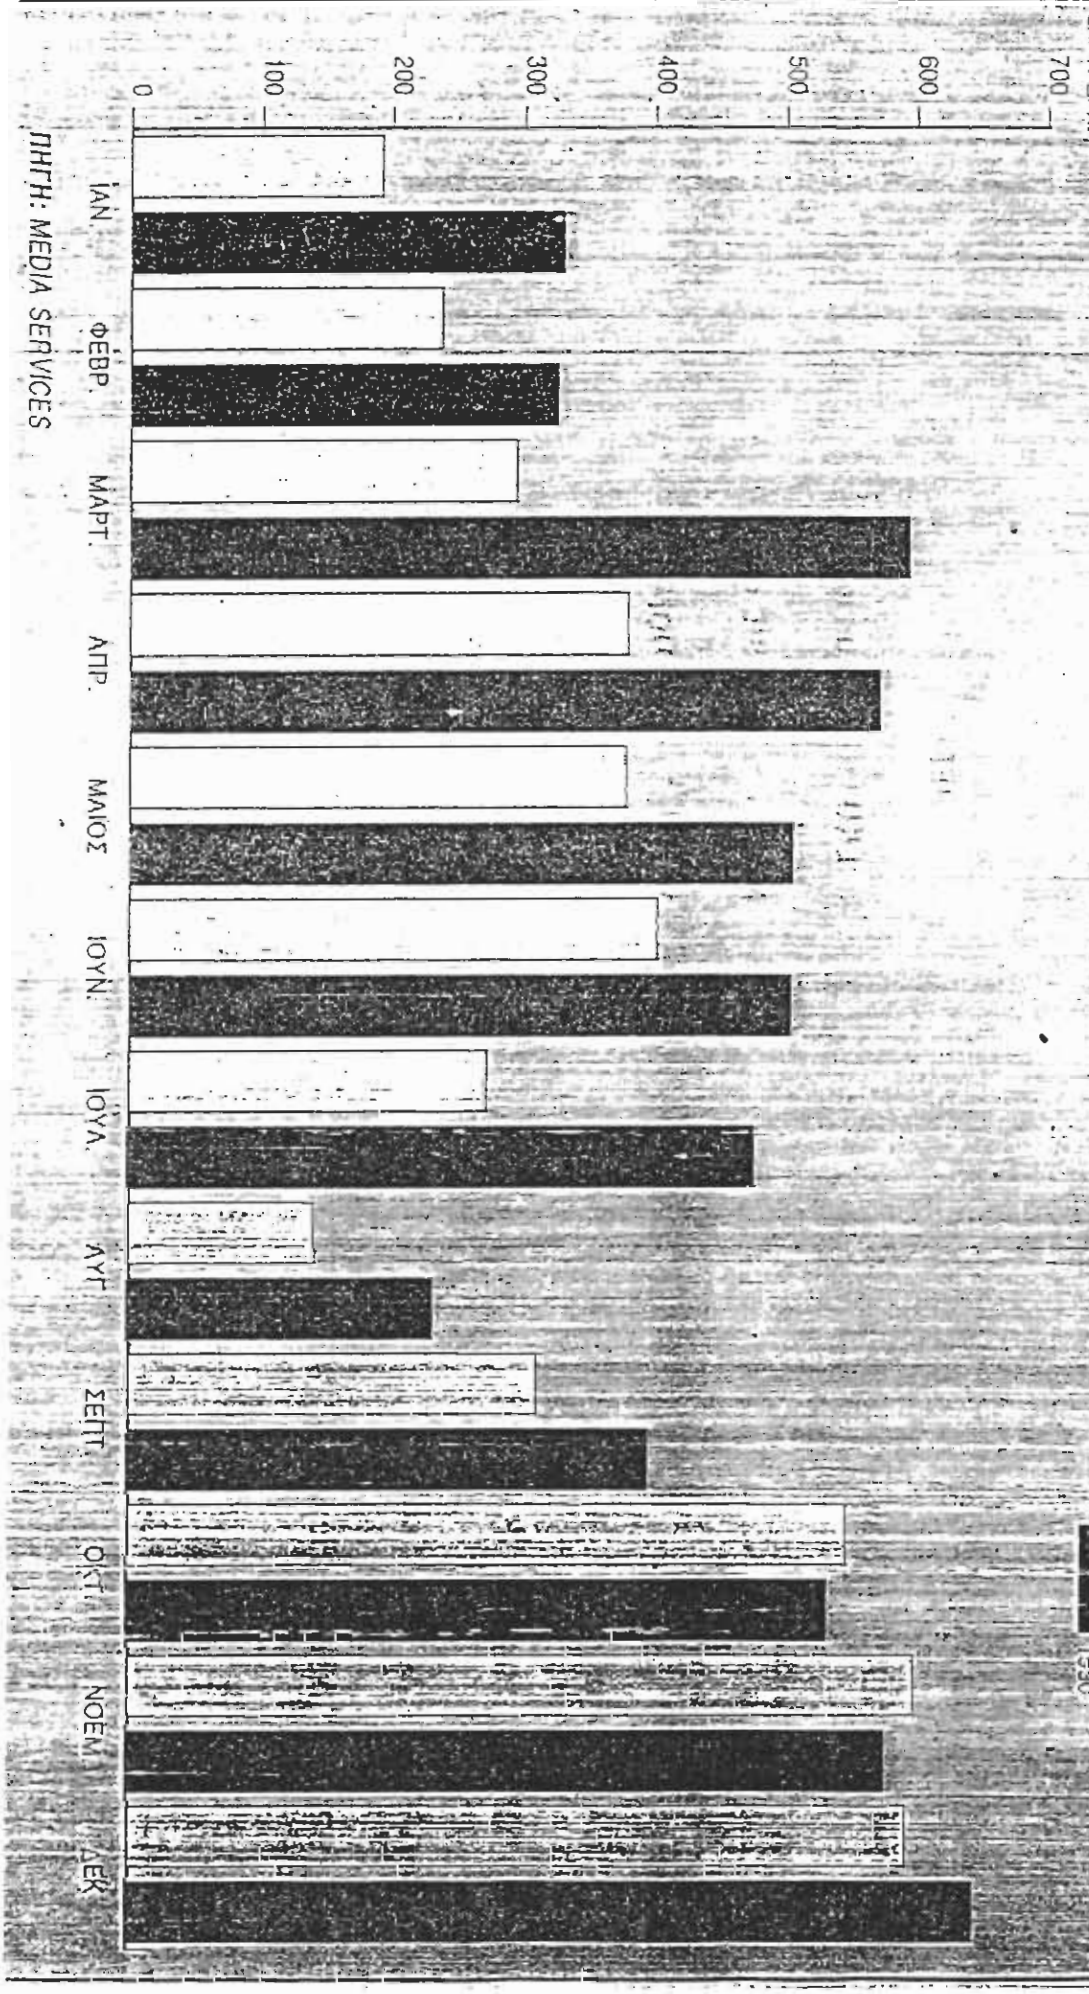 700
600
500
400
300
200
100
0
ΙΑΝ.
ΦΕΒΡ.
ΜΑΡΤ.
ΑΠΡ.
ΜΑΙΟΣ
ΙΟΥΝ.
ΙΟΥΛ.
ΑΥΓ.
ΣΕΠΤ.
ΟΚΤ.
ΝΟΕΜ.
ΔΕΚ.
ΠΗΓΗ: MEDIA SERVICES